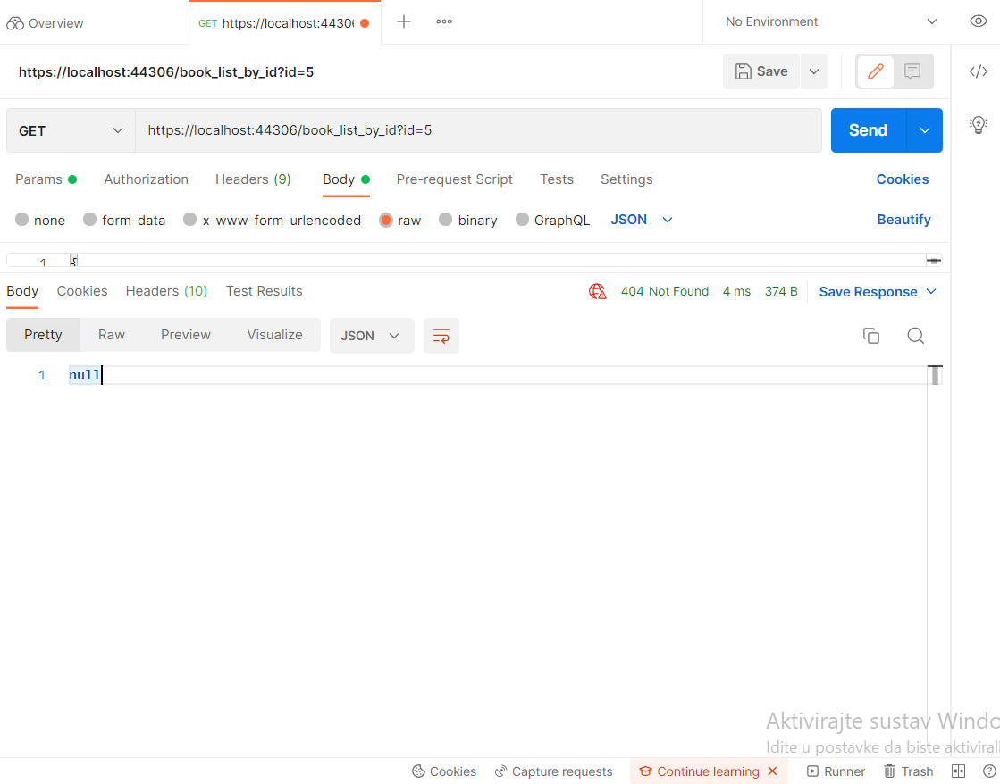 Overview
GET https://localhost:4430
No Environment
https://localhost:44306/book_list_by_id?id=5
Save
GET https://localhost:44306/book_list_by_id?id=5 Send
Params Authorization Headers (9) Body Pre-request Script Tests Settings Cookies
none form-data x-www-form-urlencoded raw binary GraphQL JSON Beautify
1 {
Body Cookies Headers (10) Test Results 404 Not Found 4 ms 374 B Save Response
Pretty Raw Preview Visualize JSON
1 null
Aktivirajte sustav Windo
Idite u postavke da biste aktivirali
Cookies Capture requests Continue learning Runner Trash